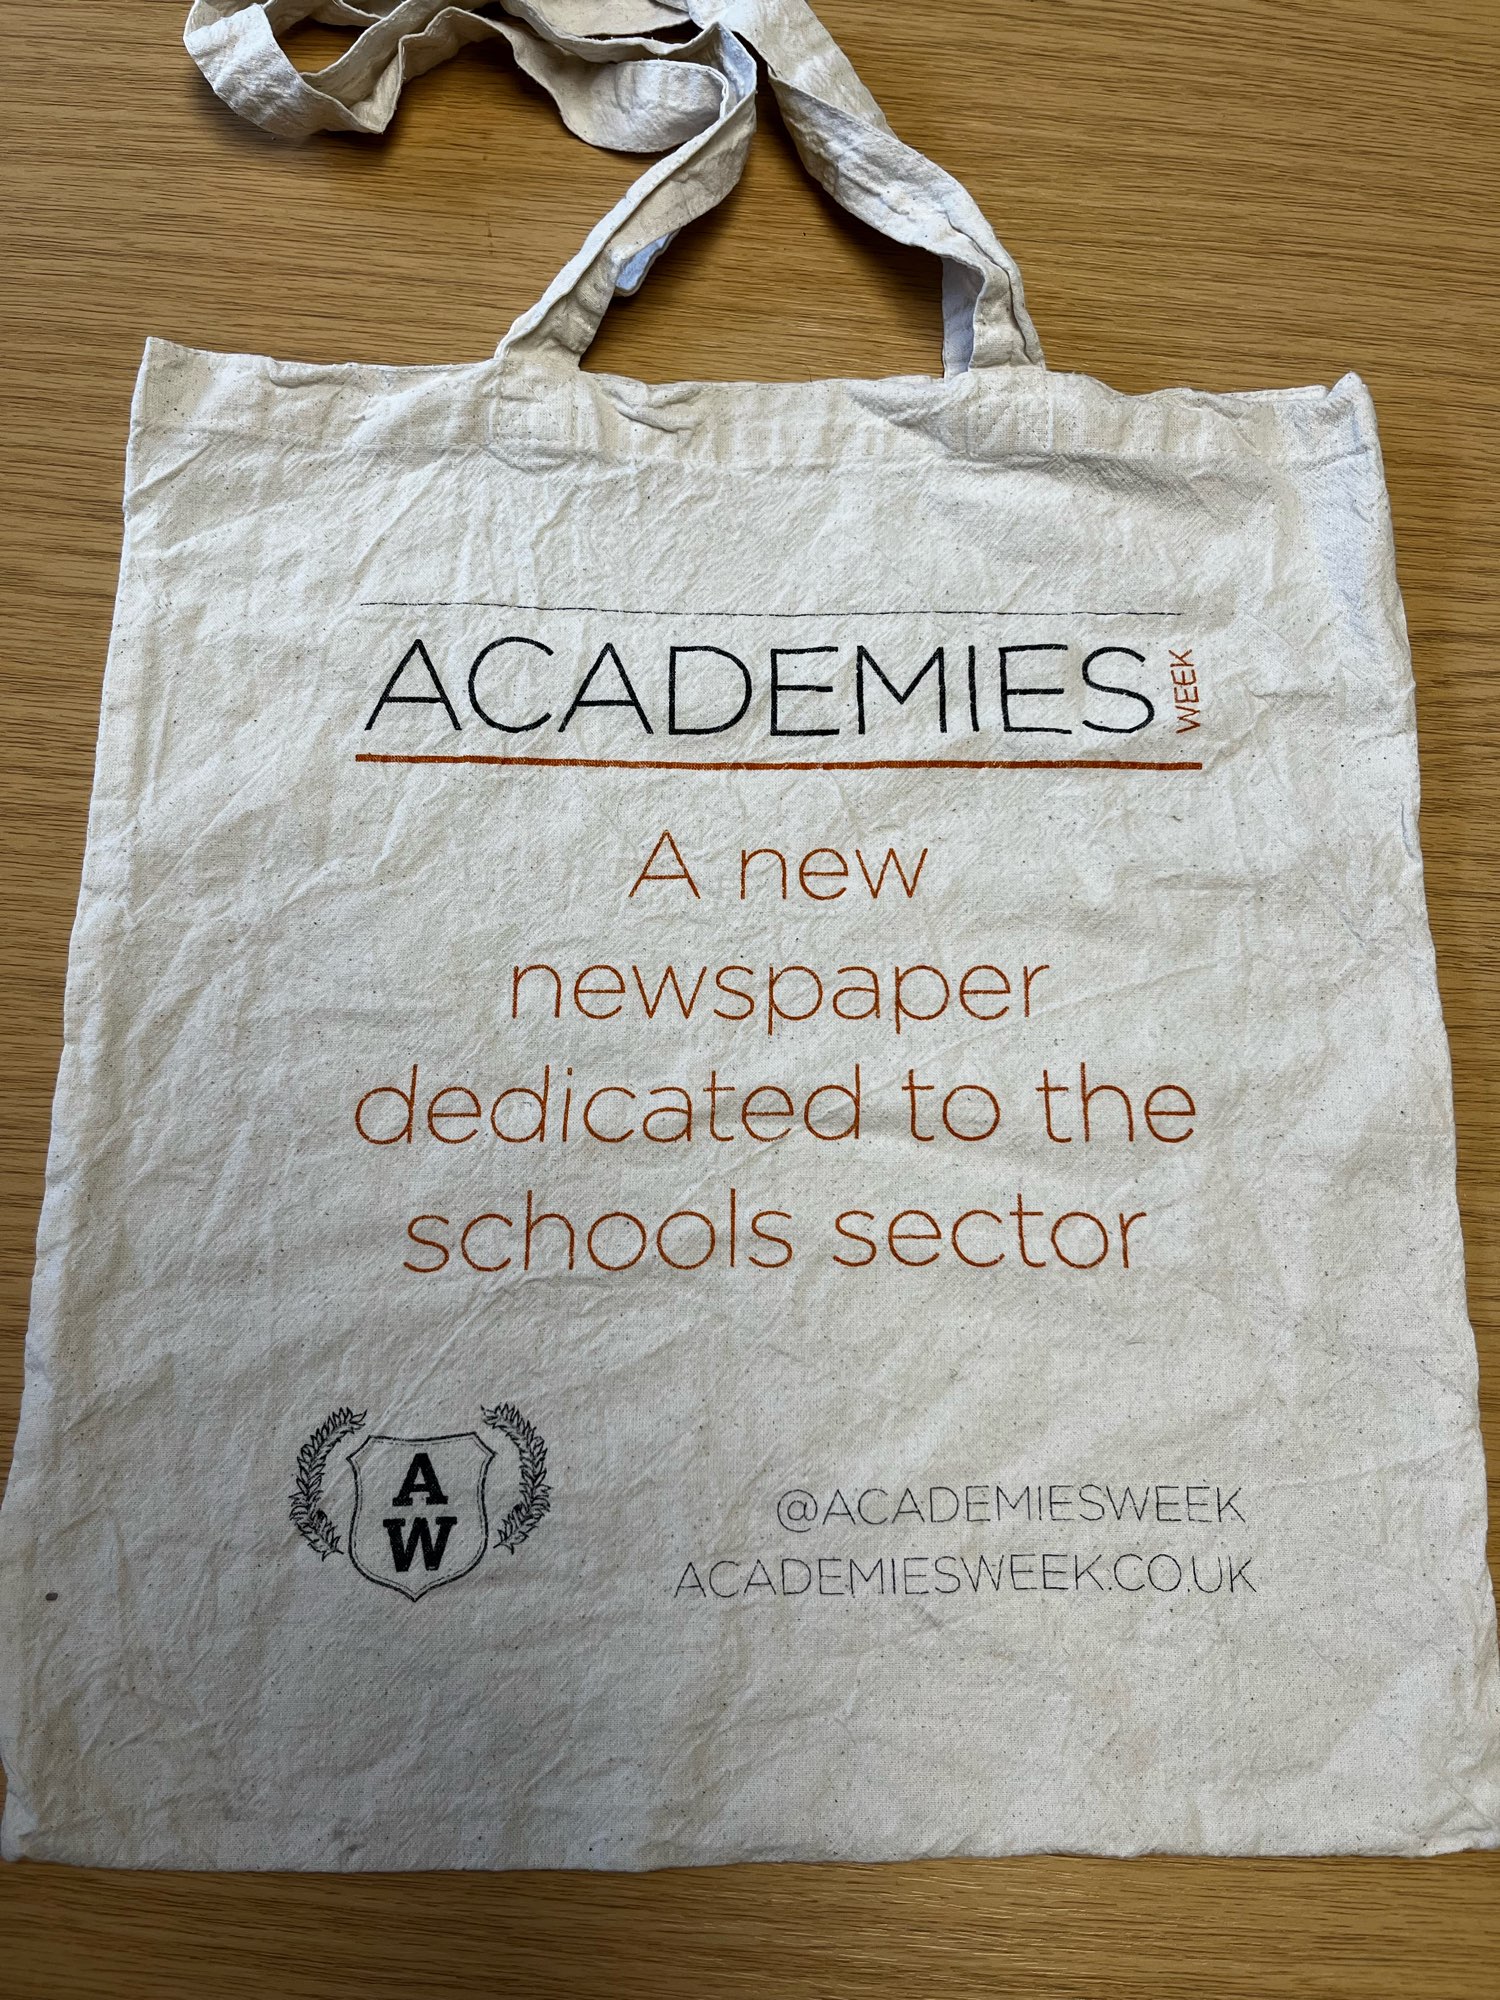 ACADEMIES WEEK
A new
newspaper
dedicated to the
schools sector
A
W
@ACADEMIESWEEK
ACADEMIESWEEK.CO.UK